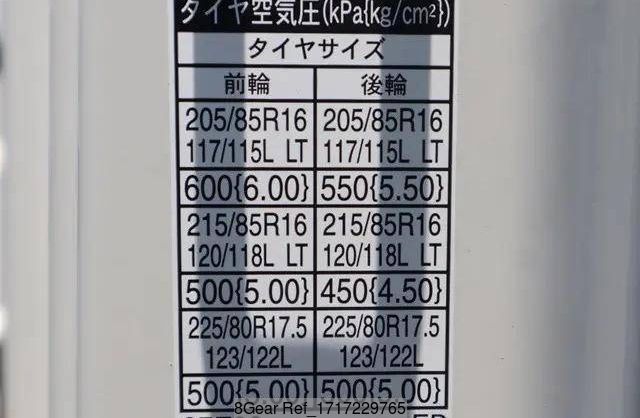 タイヤ空気圧(kPa{kg/cm²})
タイヤサイズ
前輪 後輪
205/85R16 205/85R16
117/115L LT 117/115L LT
600{6.00} 550{5.50}
215/85R16 215/85R16
120/118L LT 120/118L LT
500{5.00} 450{4.50}
225/80R17.5 225/80R17.5
123/122L 123/122L
500{5.00} 500{5.00}
8Gear Ref_1717229765